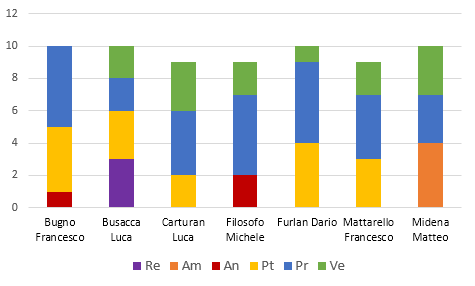 12
10
8
6
4
2
0
Bugno Busacca Carturan Filosofo Furlan Dario Mattarello Midena
Francesco Luca Luca Michele Francesco Matteo
Re Am An Pt Pr Ve